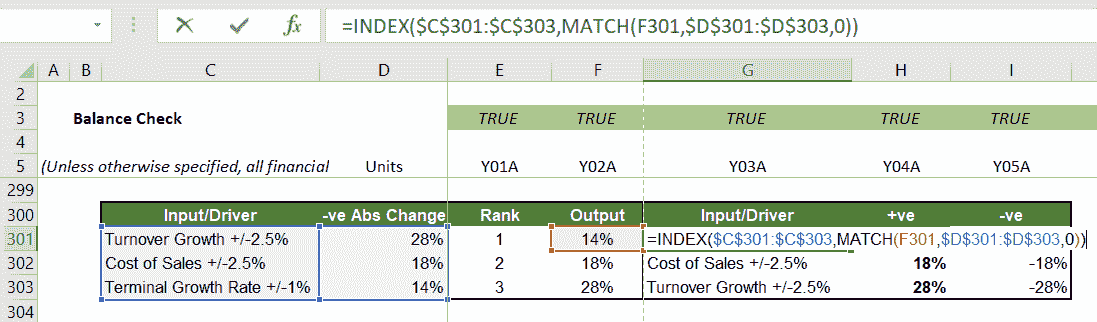 fx =INDEX($C$301:$C$303,MATCH(F301,$D$301:$D$303,0))
A B C D E F G H I
2
3 Balance Check TRUE TRUE TRUE TRUE TRUE
4
5 (Unless otherwise specified, all financial Units Y01A Y02A Y03A Y04A Y05A
299
300 Input/Driver -ve Abs Change Rank Output Input/Driver +ve -ve
301 Turnover Growth +/-2.5% 28% 1 14% =INDEX($C$301:$C$303,MATCH(F301,$D$301:$D$303,0))
302 Cost of Sales +/-2.5% 18% 2 18% Cost of Sales +/-2.5% 18% -18%
303 Terminal Growth Rate +/-1% 14% 3 28% Turnover Growth +/-2.5% 28% -28%
304